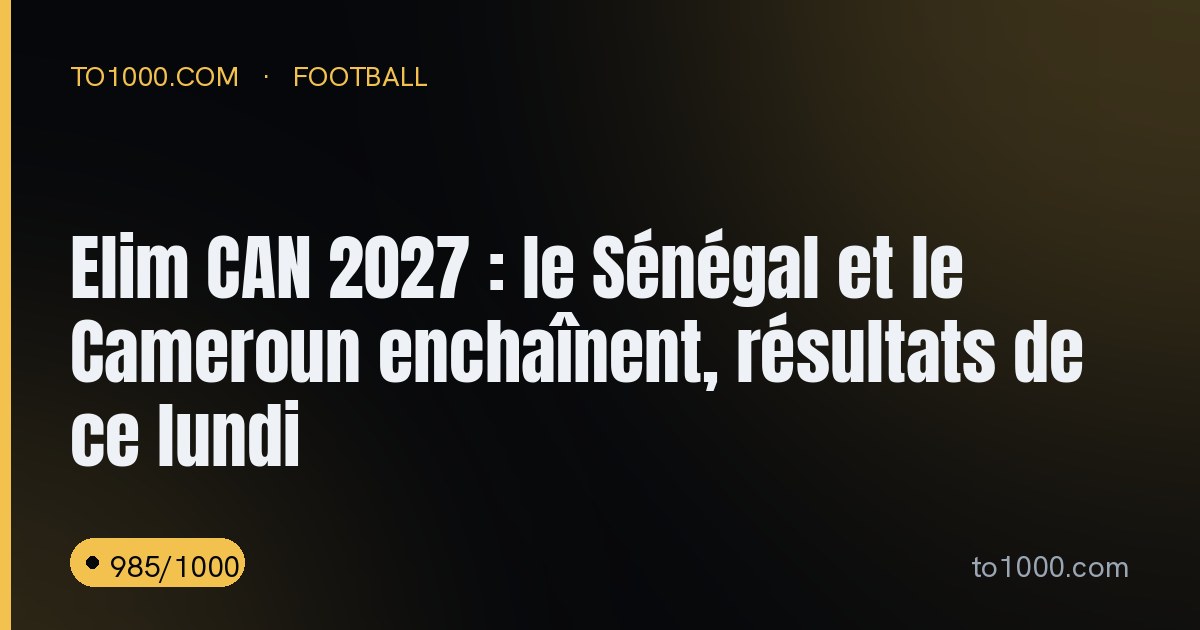 TO1000.COM · FOOTBALL
Elim CAN 2027 : le Sénégal et le
Cameroun enchaînent, résultats de
ce lundi
985/1000
to1000.com